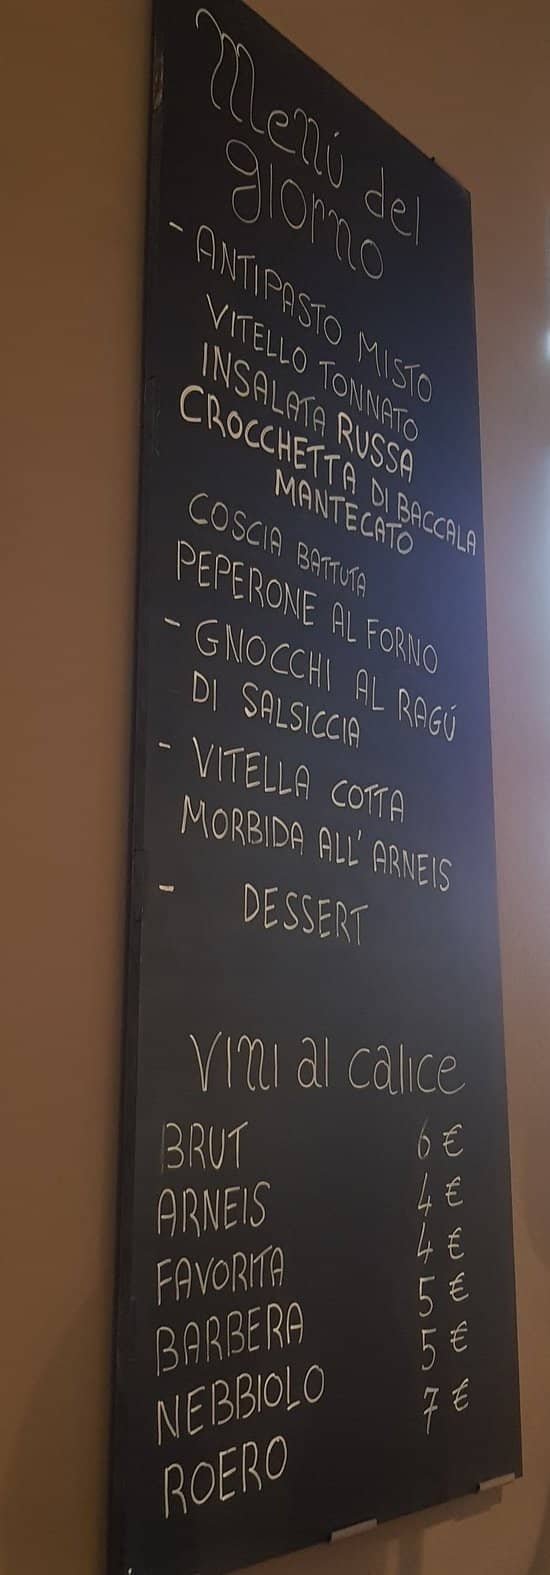 Menú del
giorno
- ANTIPASTO MISTO
VITELLO TONNATO
INSALATA RUSSA
CROCCHETTA DI BACCALA
MANTECATO
COSCIA BATTUTA
PEPERONE AL FORNO
- GNOCCHI AL RAGÚ
DI SALSICCIA
- VITELLA COTTA
MORBIDA ALL' ARNEIS
- DESSERT
Vini al calice
BRUT 6 €
ARNEIS 4 €
FAVORITA 4 €
BARBERA 5 €
NEBBIOLO 5 €
ROERO 7 €